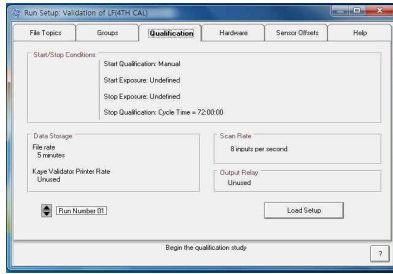 Run Setup: Validation of LF(4TH CAL)
File Topics
Groups
Qualification
Hardware
Sensor Offsets
Help
Start/Stop Conditions
Start Qualification: Manual
Start Exposure: Undefined
Stop Exposure: Undefined
Stop Qualification: Cycle Time = 72:00:00
Data Storage
File rate
5 minutes
Kaye Validator Printer Rate
Unused
Scan Rate
8 inputs per second
Output Relay
Unused
Run Number 01
Load Setup
Begin the qualification study
?